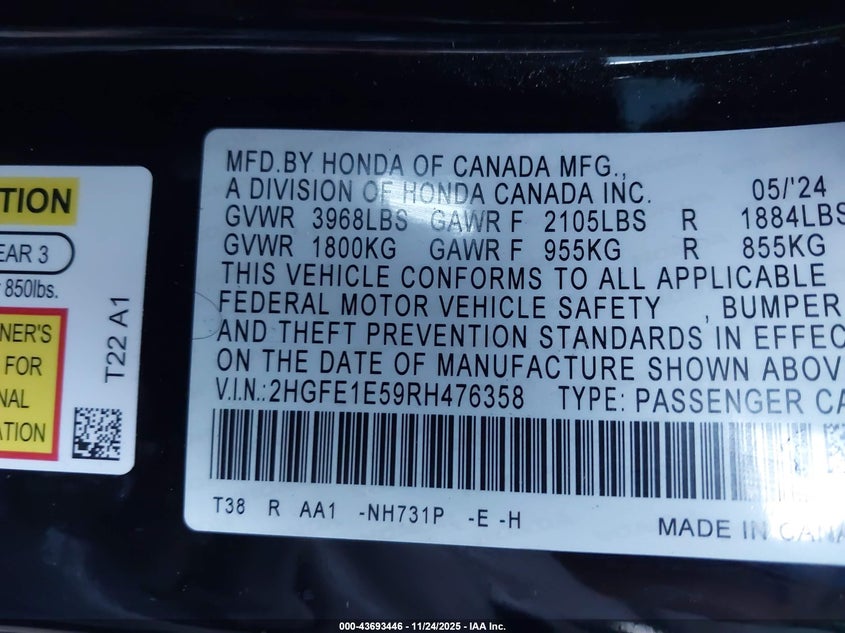 TION
EAR 3
850lbs.
NER'S
FOR
NAL
ATION
T22 A1
MFD.BY HONDA OF CANADA MFG.,
A DIVISION OF HONDA CANADA INC. 05/'24
GVWR 3968LBS GAWR F 2105LBS R 1884LBS
GVWR 1800KG GAWR F 955KG R 855KG
THIS VEHICLE CONFORMS TO ALL APPLICABLE
FEDERAL MOTOR VEHICLE SAFETY , BUMPER
AND THEFT PREVENTION STANDARDS IN EFFEC
ON THE DATE OF MANUFACTURE SHOWN ABOV
V.I.N.:2HGFE1E59RH476358 TYPE: PASSENGER CA
T38 R AA1 -NH731P -E -H
MADE IN CANA
000-43693446 - 11/24/2025 - IAA Inc.